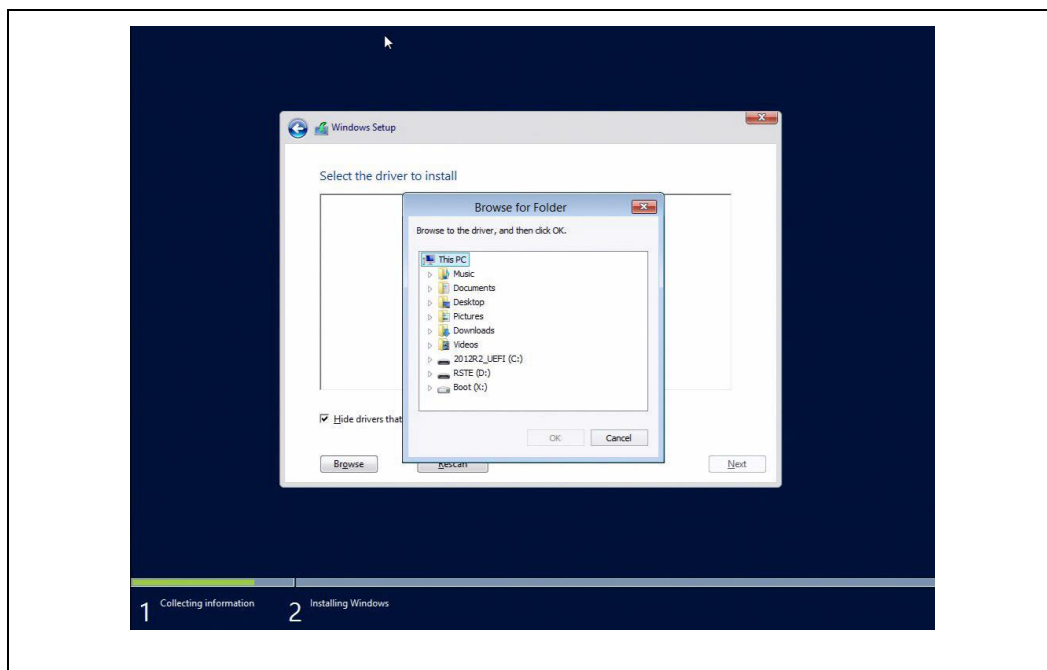 Windows Setup
Select the driver to install
Browse for Folder
Browse to the driver, and then click OK.
This PC
Music
Documents
Desktop
Pictures
Downloads
Videos
2012R2_UEFI (C:)
RSTE (D:)
Boot (X:)
Hide drivers that
OK Cancel
Browse Rescan Next
1 Collecting information 2 Installing Windows